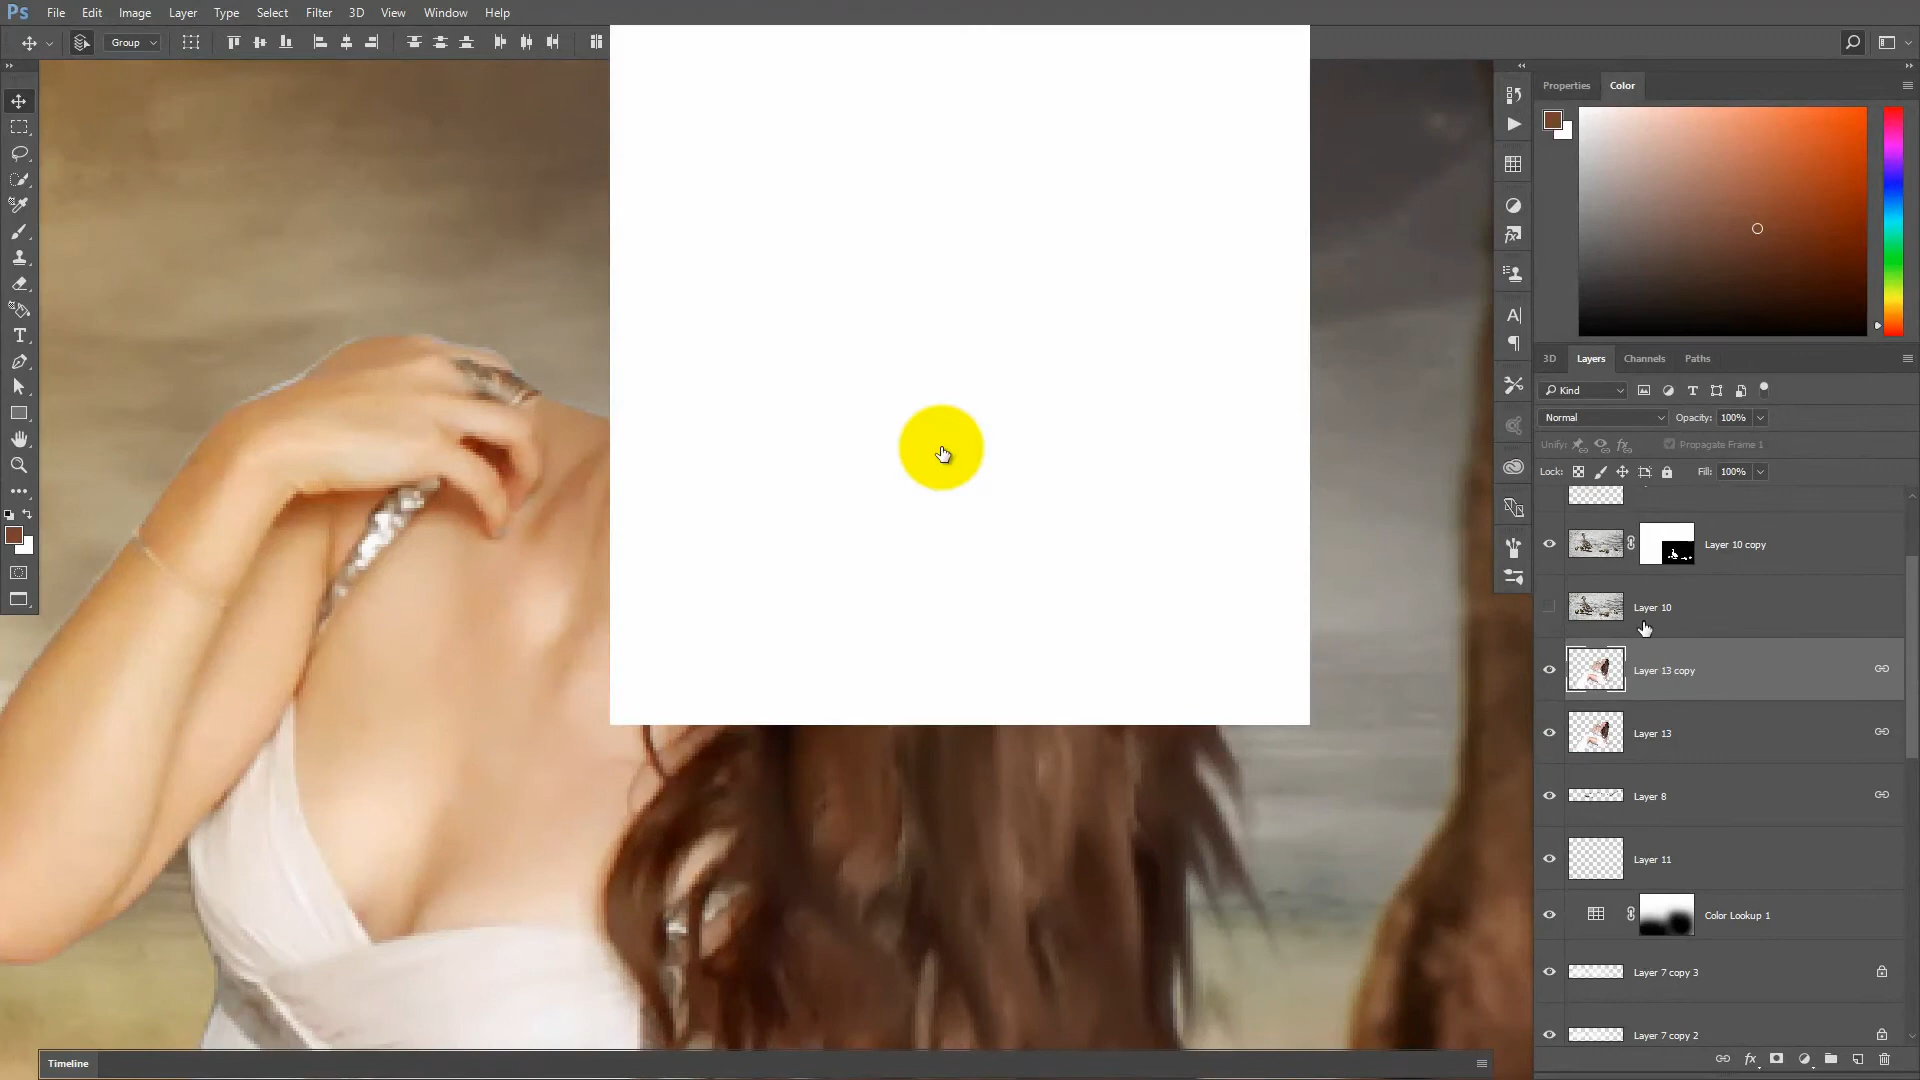 Ps File Edit Image Layer Type Select Filter 3D View Window Help
Group
Properties Color
3D Layers Channels Paths
Kind
Normal Opacity: 100%
Unify: Propagate Frame 1
Lock: Fill: 100%
Layer 10 copy
Layer 10
Layer 13 copy
Layer 13
Layer 8
Layer 11
Color Lookup 1
Layer 7 copy 3
Layer 7 copy 2
Timeline